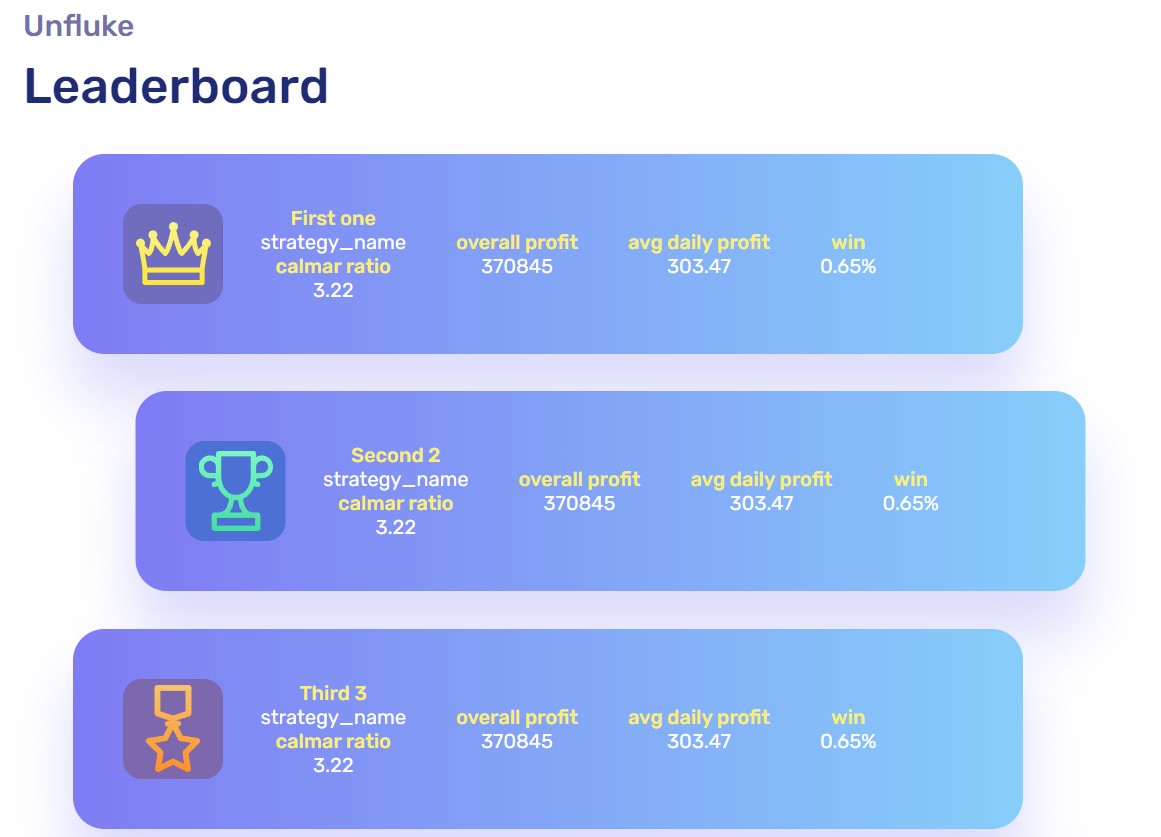 Unfluke
Leaderboard
First one
strategy_name
calmar ratio
3.22
overall profit
370845
avg daily profit
303.47
win
0.65%
Second 2
strategy_name
calmar ratio
3.22
overall profit
370845
avg daily profit
303.47
win
0.65%
Third 3
strategy_name
calmar ratio
3.22
overall profit
370845
avg daily profit
303.47
win
0.65%